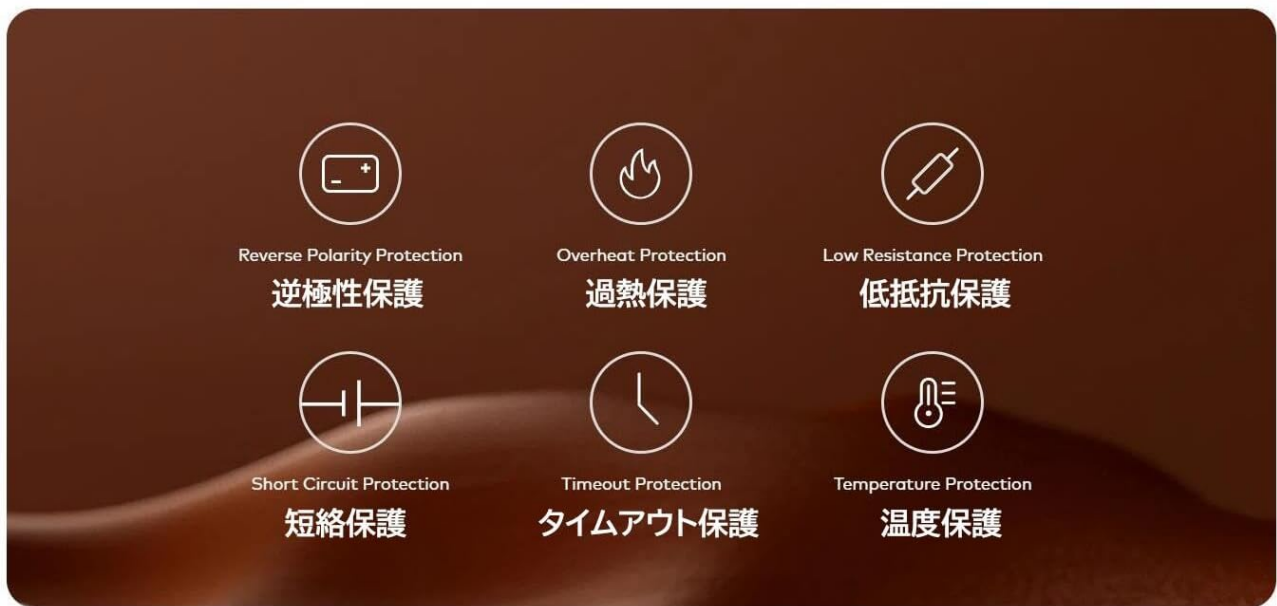 Reverse Polarity Protection
逆極性保護
Overheat Protection
過熱保護
Low Resistance Protection
低抵抗保護
Short Circuit Protection
短絡保護
Timeout Protection
タイムアウト保護
Temperature Protection
温度保護